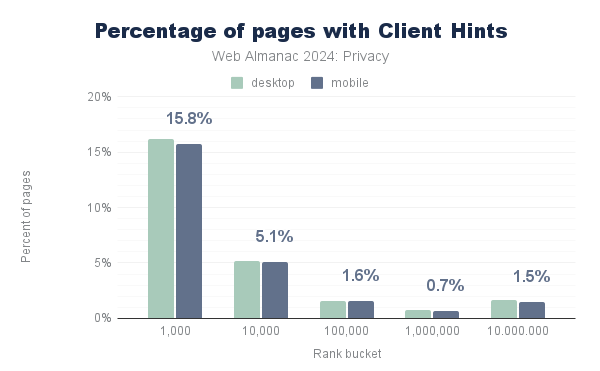 Percentage of pages with Client Hints
Web Almanac 2024: Privacy
desktop mobile
Percent of pages
20%
15%
10%
5%
0%
15.8%
5.1%
1.6%
0.7%
1.5%
1,000 10,000 100,000 1,000,000 10.000.000
Rank bucket